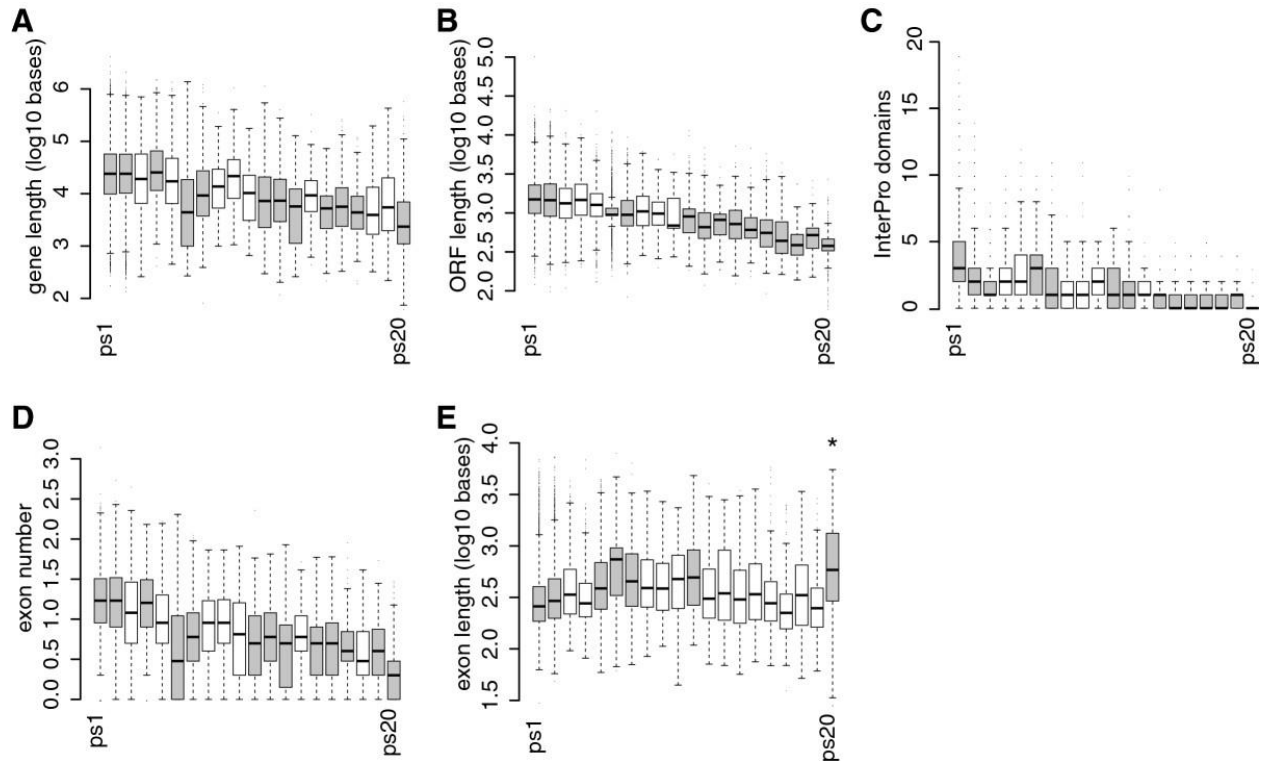 A
gene length (log10 bases)
6
5
4
3
2
ps1
ps20
B
ORF length (log10 bases)
5.0
4.5
4.0
3.5
3.0
2.5
2.0
ps1
ps20
C
InterPro domains
20
15
10
5
0
ps1
ps20
D
exon number
3.0
2.5
2.0
1.5
1.0
0.5
0.0
ps1
ps20
E
exon length (log10 bases)
4.0
3.5
3.0
2.5
2.0
1.5
*
ps1
ps20